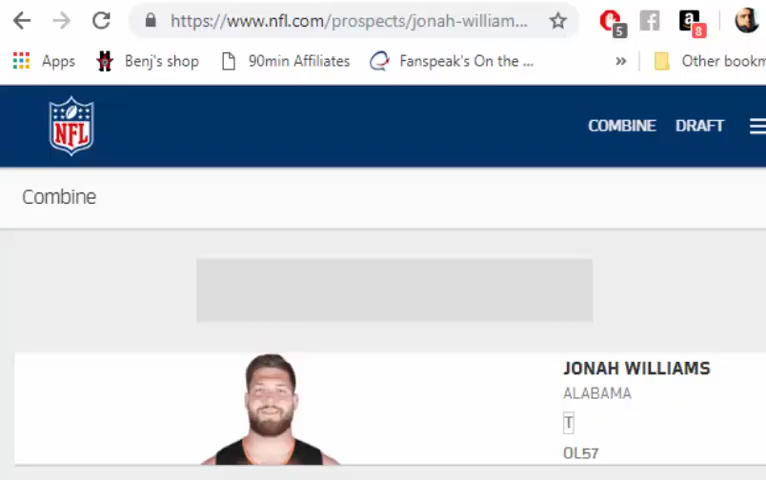 https://www.nfl.com/prospects/jonah-william...
5
8
Apps
Benj's shop
90min Affiliates
Fanspeak's On the ...
»
Other bookm
NFL
COMBINE
DRAFT
Combine
JONAH WILLIAMS
ALABAMA
T
OL57